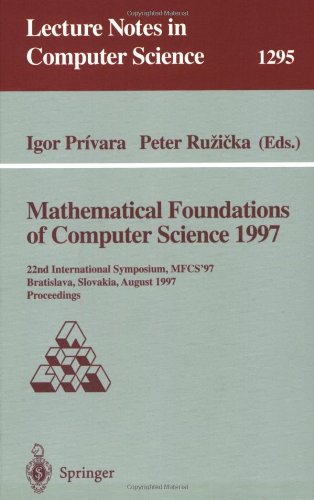 Lecture Notes in
Computer Science 1295
Igor Prívara Peter Ružička (Eds.)
Mathematical Foundations
of Computer Science 1997
22nd International Symposium, MFCS'97
Bratislava, Slovakia, August 1997
Proceedings
Springer